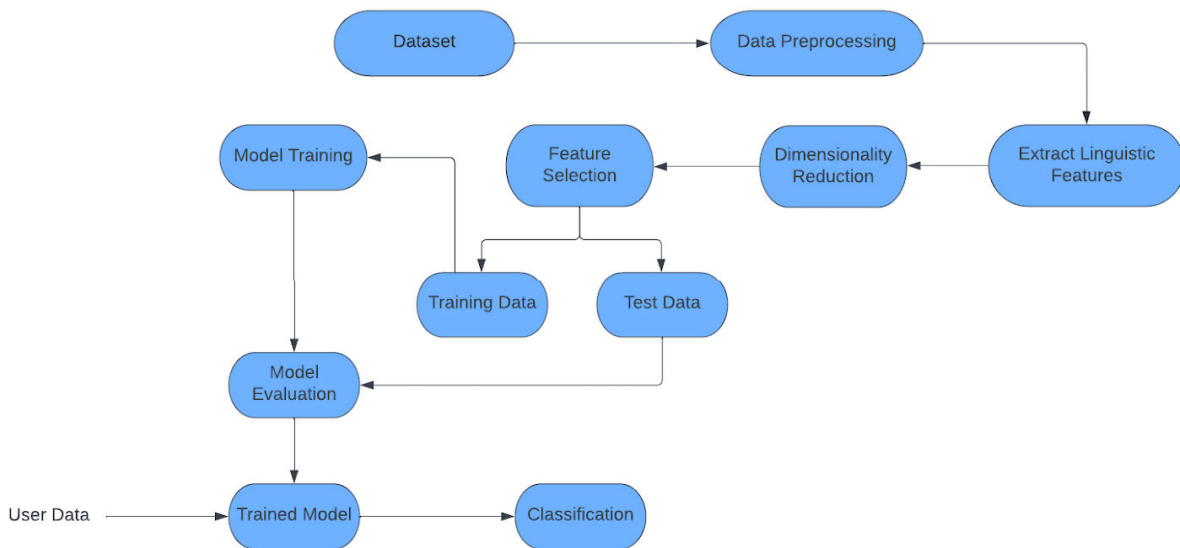 Dataset
Data Preprocessing
Model Training
Feature
Selection
Dimensionality
Reduction
Extract Linguistic
Features
Training Data
Test Data
Model
Evaluation
User Data
Trained Model
Classification